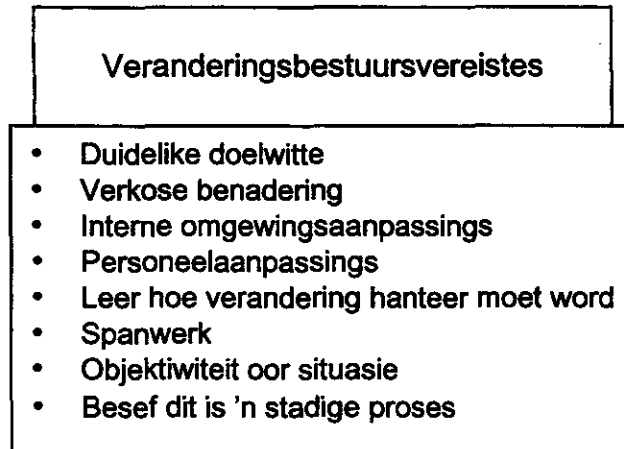 Veranderingsbestuursvereistes
• Duidelike doelwitte
• Verkose benadering
• Interne omgewingsaanpassings
• Personeelaanpassings
• Leer hoe verandering hanteer moet word
• Spanwerk
• Objektiwiteit oor situasie
• Besef dit is 'n stadige proses